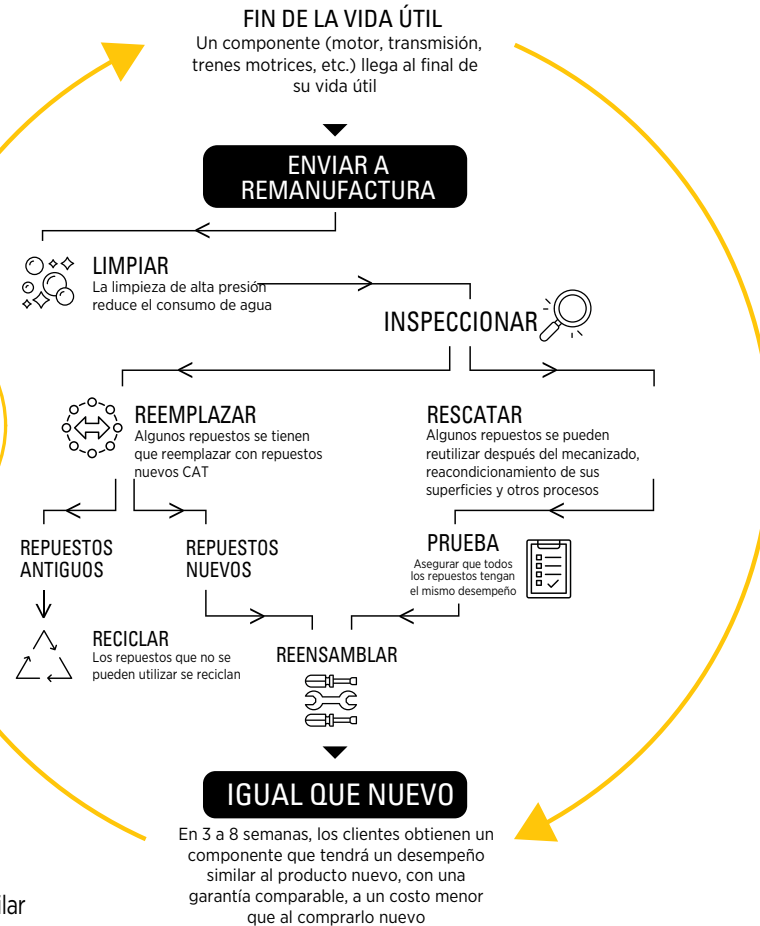 FIN DE LA VIDA ÚTIL
Un componente (motor, transmisión,
trenes motrices, etc.) llega al final de
su vida útil
ENVIAR A
REMANUFACTURA
LIMPIAR
La limpieza de alta presión
reduce el consumo de agua
INSPECCIONAR
REEMPLAZAR
Algunos repuestos se tienen
que reemplazar con repuestos
nuevos CAT
RESCATAR
Algunos repuestos se pueden
reutilizar después del mecanizado,
reacondicionamiento de sus
superficies y otros procesos
REPUESTOS
ANTIGUOS
REPUESTOS
NUEVOS
PRUEBA
Asegurar que todos
los repuestos tengan
el mismo desempeño
RECICLAR
Los repuestos que no se
pueden utilizar se reciclan
REENSAMBLAR
IGUAL QUE NUEVO
En 3 a 8 semanas, los clientes obtienen un
componente que tendrá un desempeño
similar al producto nuevo, con una
garantía comparable, a un costo menor
que al comprarlo nuevo